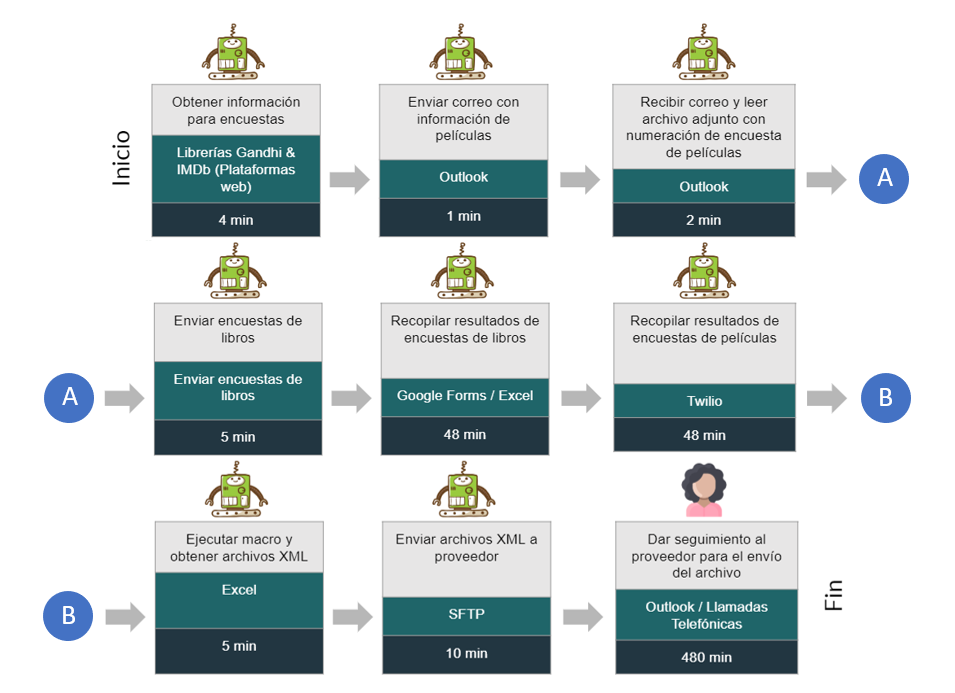 Inicio
Obtener información
para encuestas
Librerías Gandhi &
IMDb (Plataformas
web)
4 min
Enviar correo con
información de
películas
Outlook
1 min
Recibir correo y leer
archivo adjunto con
numeración de encuesta
de películas
Outlook
2 min
A
A
Enviar encuestas de
libros
Enviar encuestas de
libros
5 min
Recopilar resultados de
encuestas de libros
Google Forms / Excel
48 min
Recopilar resultados de
encuestas de películas
Twilio
48 min
B
B
Ejecutar macro y
obtener archivos XML
Excel
5 min
Enviar archivos XML a
proveedor
SFTP
10 min
Dar seguimiento al
proveedor para el envío
del archivo
Outlook / Llamadas
Telefónicas
480 min
Fin